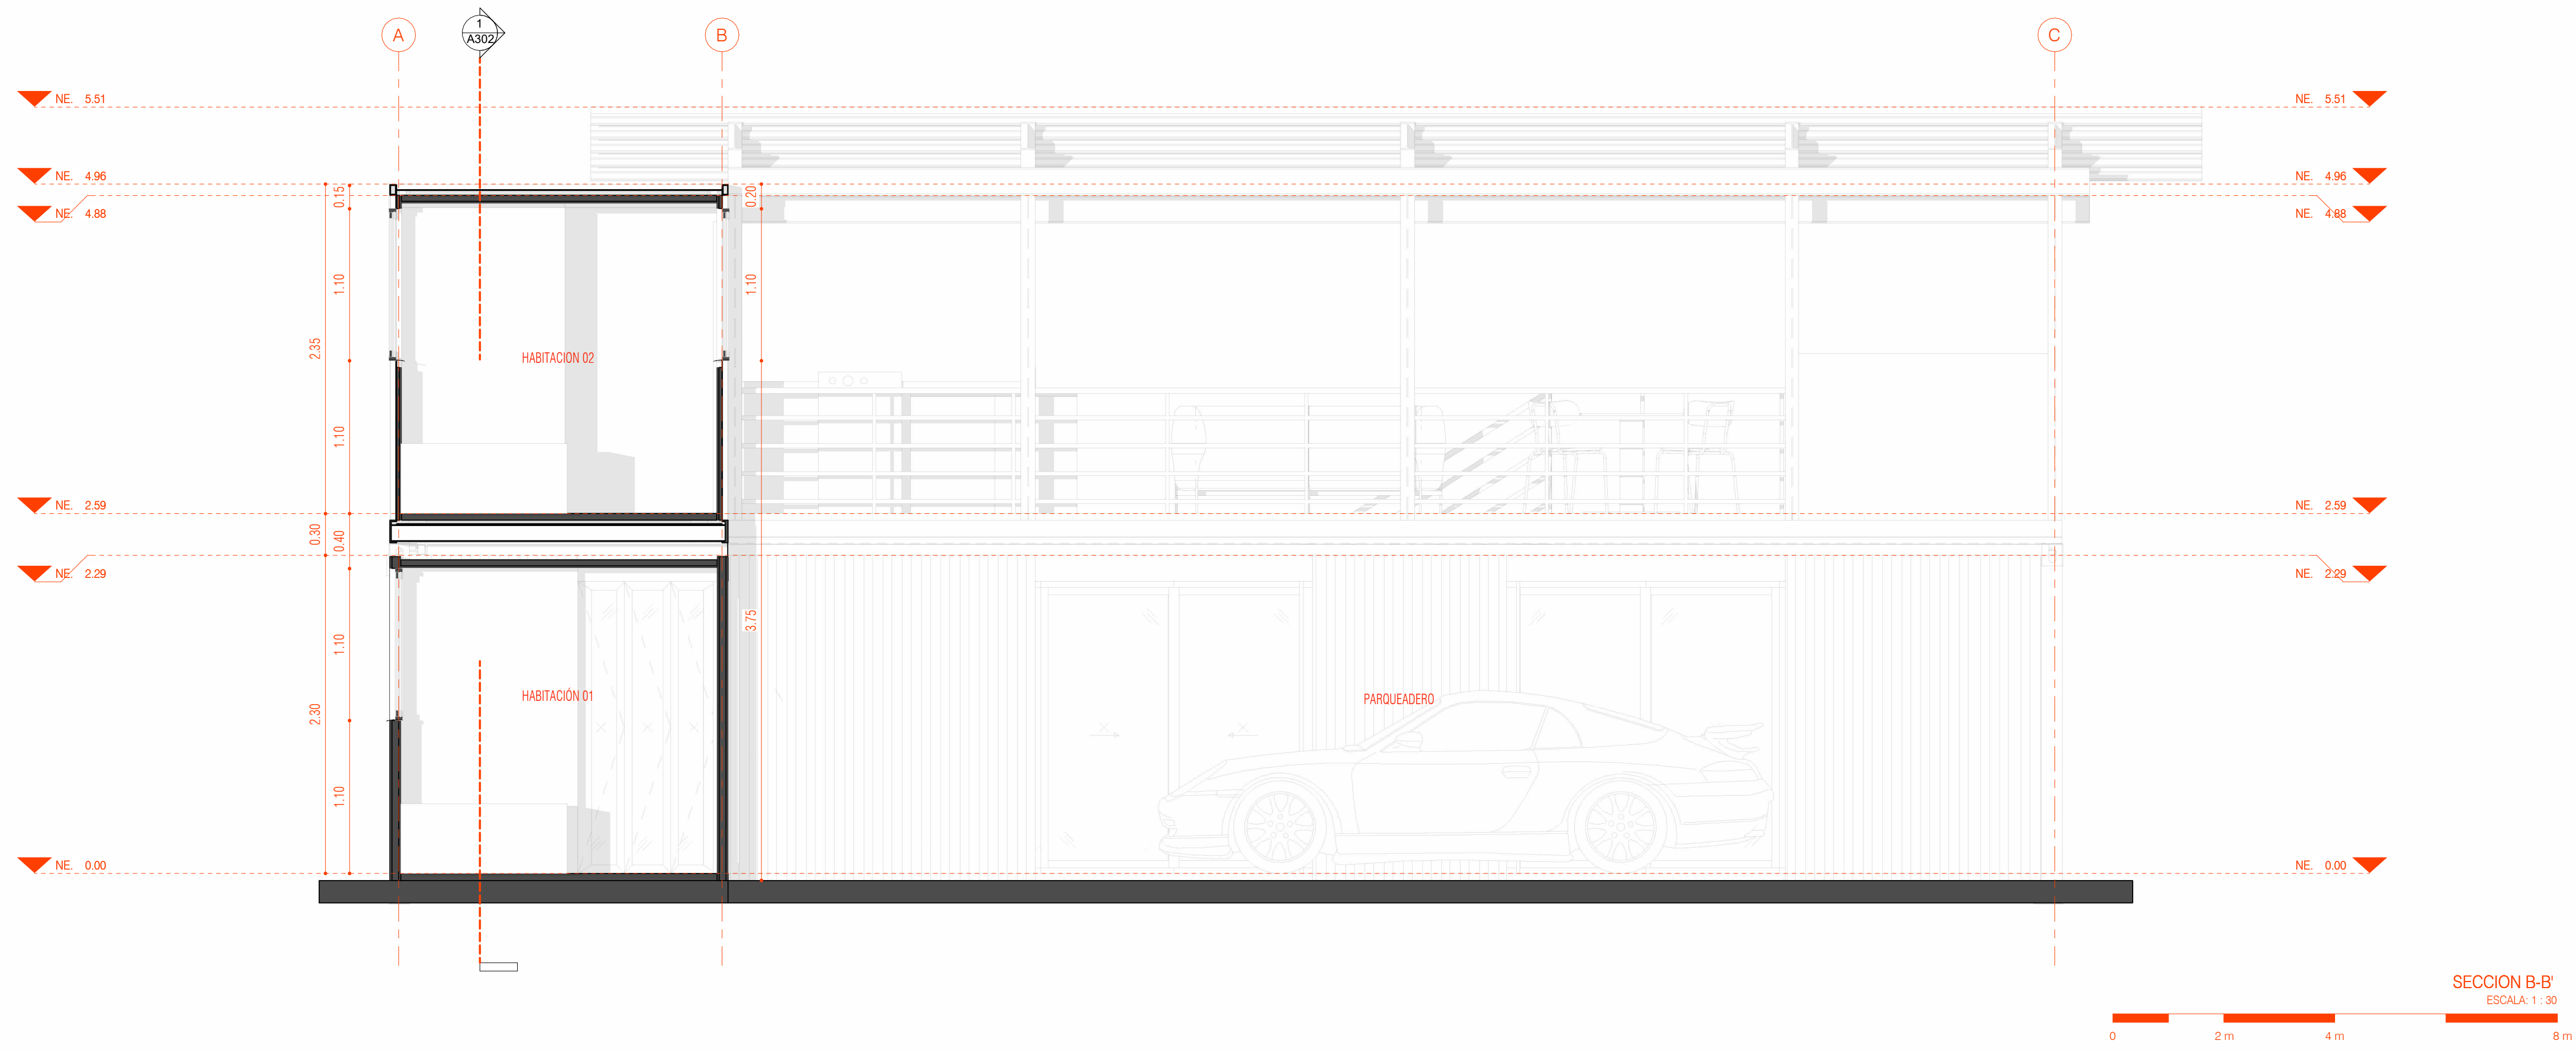 A
1
A302
B
C
NE. 5.51
NE. 5.51
NE. 4.96
NE. 4.96
NE. 4.88
NE. 4.88
0.15
0.20
1.10
1.10
2.35
HABITACION 02
1.10
NE. 2.59
NE. 2.59
0.30
0.40
NE. 2.29
NE. 2.29
3.75
1.10
HABITACIÓN 01
PARQUEADERO
2.30
1.10
NE. 0.00
NE. 0.00
SECCION B-B'
ESCALA: 1 : 30
0 2 m 4 m 8 m